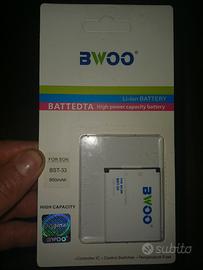 BWOO
Li-ion BATTERY
BATTEDTA High power capacity battery
FOR SON
BST-33
900mAh
HIGH CAPACITY
BWOO
subito